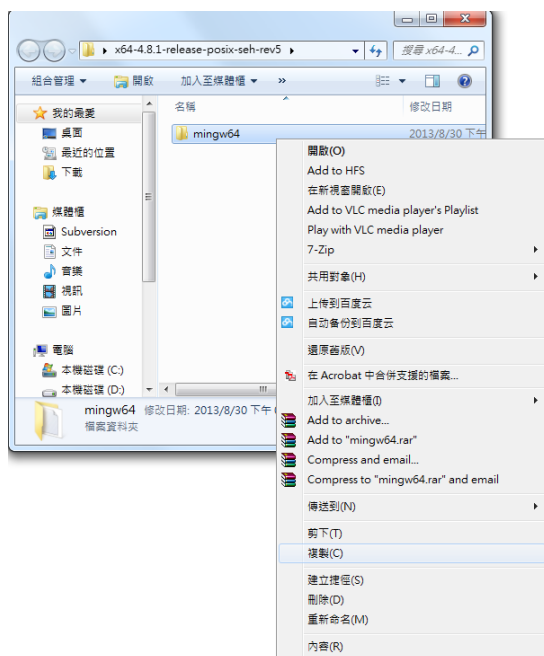 x64-4.8.1-release-posix-seh-rev5
搜尋 x64-4...
組合管理
開啟
加入至媒體櫃
»
我的最愛
桌面
最近的位置
下載
媒體櫃
Subversion
文件
音樂
視訊
圖片
電腦
本機磁碟 (C:)
本機磁碟 (D:)
名稱
修改日期
mingw64
2013/8/30 下午
開啟(O)
Add to HFS
在新視窗開啟(E)
Add to VLC media player's Playlist
Play with VLC media player
7-Zip
共用對象(H)
上传到百度云
自动备份到百度云
還原舊版(V)
在 Acrobat 中合併支援的檔案...
加入至媒體櫃(I)
Add to archive...
Add to "mingw64.rar"
Compress and email...
Compress to "mingw64.rar" and email
傳送到(N)
剪下(T)
複製(C)
建立捷徑(S)
刪除(D)
重新命名(M)
內容(R)
mingw64 修改日期: 2013/8/30 下午
檔案資料夾